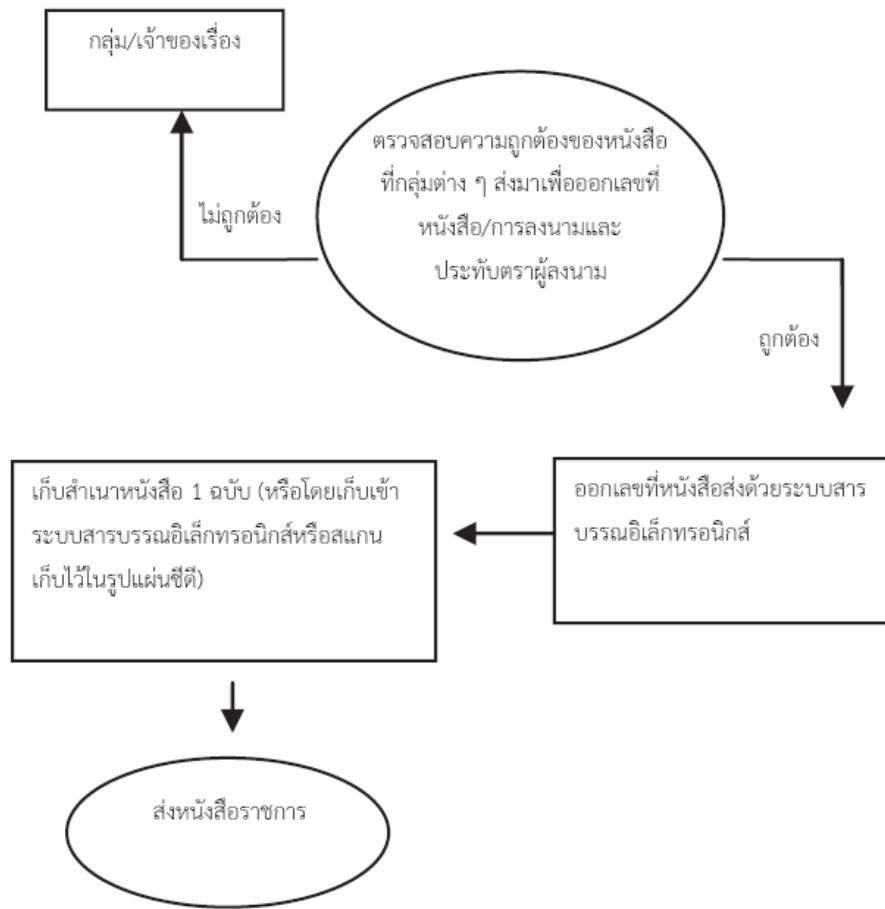 กลุ่ม/เจ้าของเรื่อง
ตรวจสอบความถูกต้องของหนังสือ
ที่กลุ่มต่าง ๆ ส่งมาเพื่อออกเลขที่
หนังสือ/การลงนามและ
ประทับตราผู้ลงนาม
ไม่ถูกต้อง
ถูกต้อง
ออกเลขที่หนังสือส่งด้วยระบบสาร
บรรณอิเล็กทรอนิกส์
เก็บสำเนาหนังสือ 1 ฉบับ (หรือโดยเก็บเข้า
ระบบสารบรรณอิเล็กทรอนิกส์หรือสแกน
เก็บไว้ในรูปแผ่นซีดี)
ส่งหนังสือราชการ